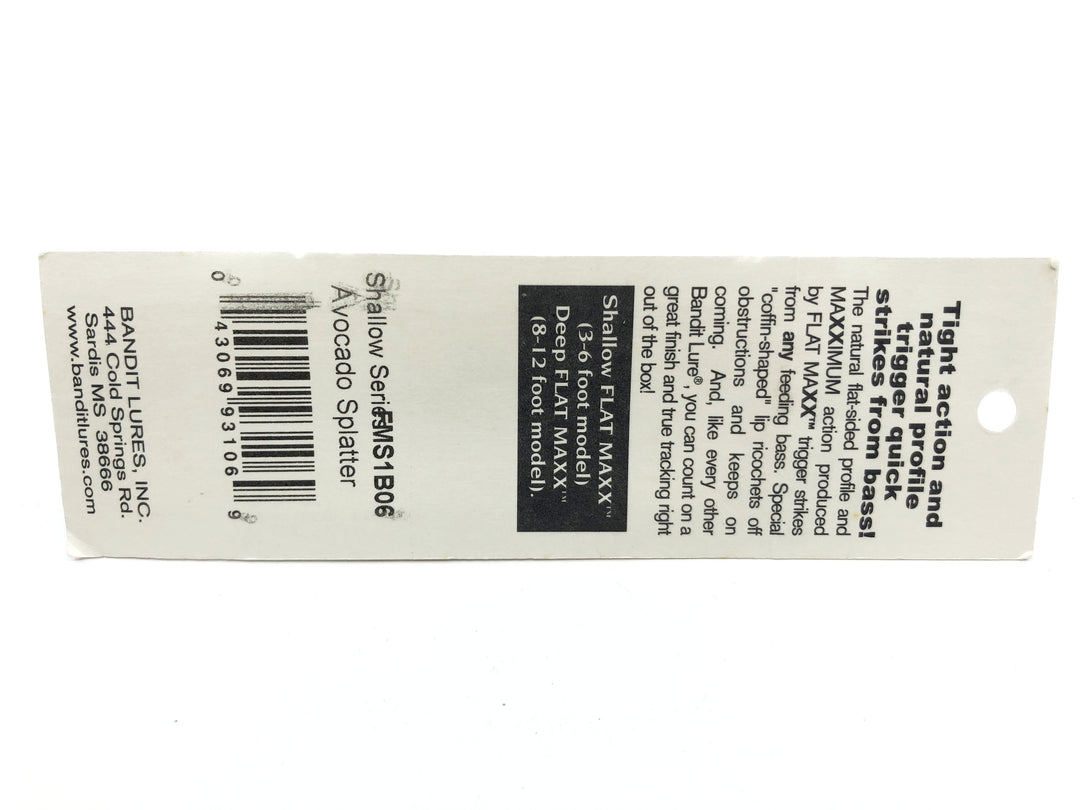 Tight action and
natural profile
trigger quick
strikes from bass!
The natural flat-sided profile and
MAXXIMUM action produced
by FLAT MAXX™ trigger strikes
from any feeding bass. Special
"coffin-shaped" lip ricochets off
obstructions and keeps on
coming. And, like every other
Bandit Lure®, you can count on a
great finish and true tracking right
out of the box!
Shallow FLAT MAXX™
(3-6 foot model)
Deep FLAT MAXX™
(8-12 foot model).
Shallow Series FMS1B06
Avocado Splatter
0 43069 93106 9
BANDIT LURES, INC.
444 Cold Springs Rd.
Sardis MS 38666
www.banditlures.com